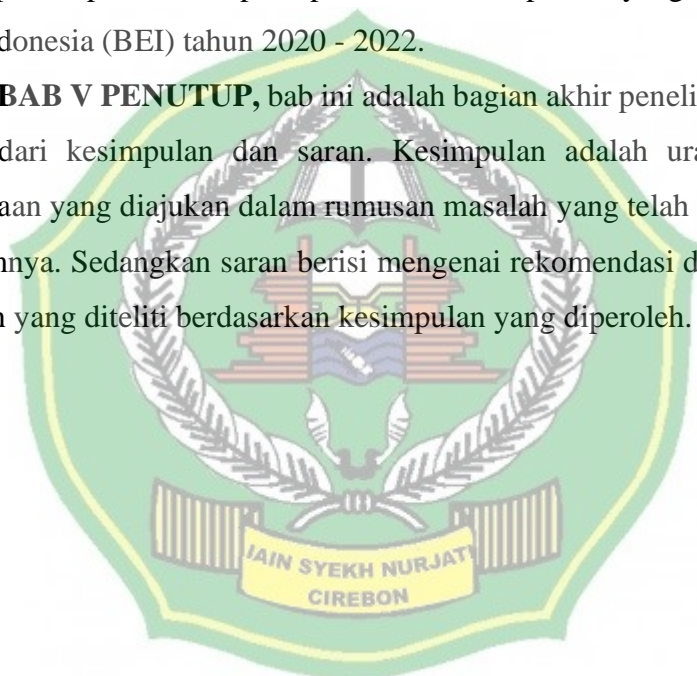 donesia (BEI) tahun 2020 - 2022.
BAB V PENUTUP, bab ini adalah bagian akhir peneli
dari kesimpulan dan saran. Kesimpulan adalah ura
aan yang diajukan dalam rumusan masalah yang telah
nnya. Sedangkan saran berisi mengenai rekomendasi d
yang diteliti berdasarkan kesimpulan yang diperoleh.
IAIN SYEKH NURJATI
CIREBON